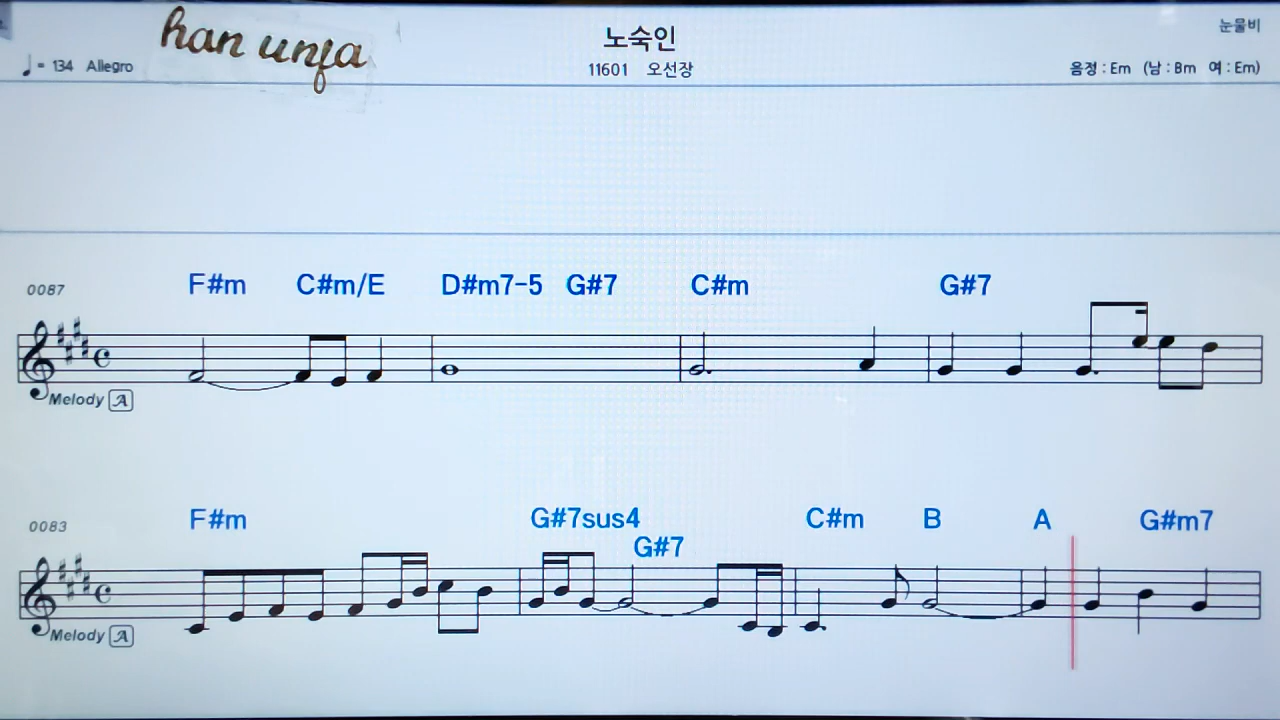 han unfa
노숙인
눈물비
♩= 134 Allegro
11601 오선장
음정 : Em (남 : Bm 여 : Em)
0087 F#m C#m/E D#m7-5 G#7 C#m G#7
Melody A
0083 F#m G#7sus4 G#7 C#m B A G#m7
Melody A